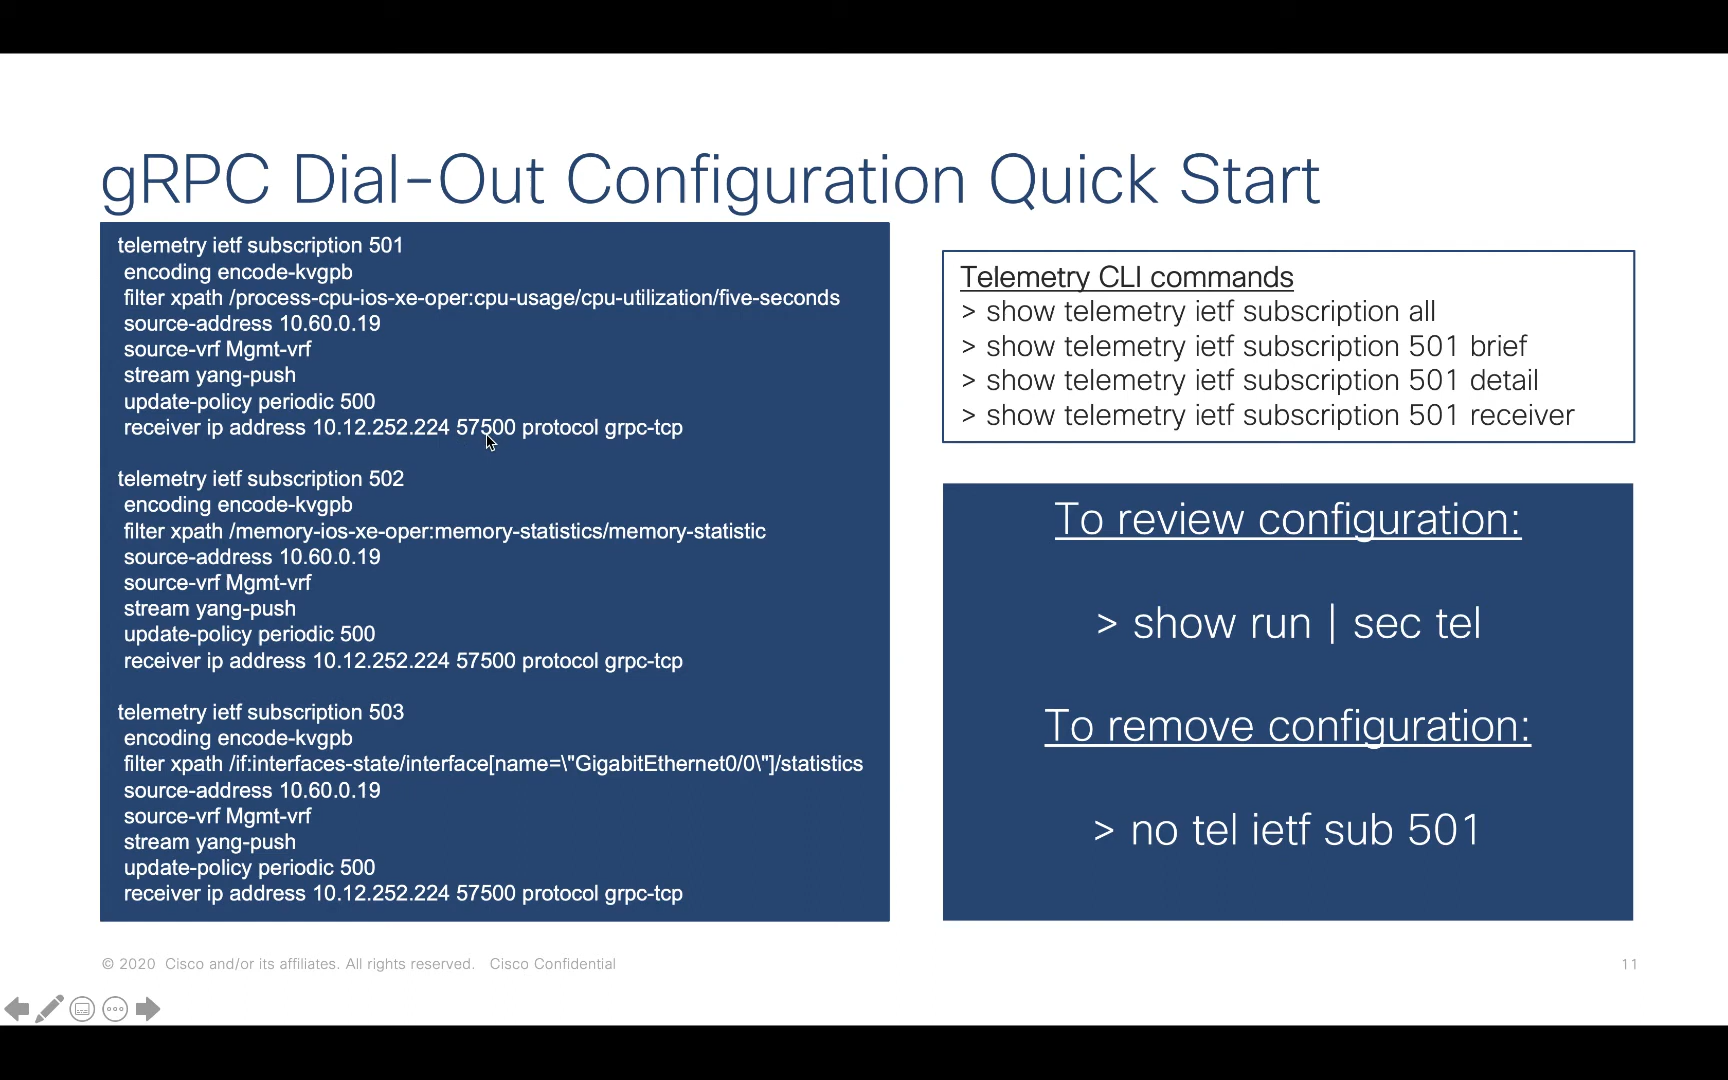 gRPC Dial-Out Configuration Quick Start
telemetry ietf subscription 501
encoding encode-kvgpb
filter xpath /process-cpu-ios-xe-oper:cpu-usage/cpu-utilization/five-seconds
source-address 10.60.0.19
source-vrf Mgmt-vrf
stream yang-push
update-policy periodic 500
receiver ip address 10.12.252.224 57500 protocol grpc-tcp
telemetry ietf subscription 502
encoding encode-kvgpb
filter xpath /memory-ios-xe-oper:memory-statistics/memory-statistic
source-address 10.60.0.19
source-vrf Mgmt-vrf
stream yang-push
update-policy periodic 500
receiver ip address 10.12.252.224 57500 protocol grpc-tcp
telemetry ietf subscription 503
encoding encode-kvgpb
filter xpath /if:interfaces-state/interface[name=\"GigabitEthernet0/0\"]/statistics
source-address 10.60.0.19
source-vrf Mgmt-vrf
stream yang-push
update-policy periodic 500
receiver ip address 10.12.252.224 57500 protocol grpc-tcp
Telemetry CLI commands
> show telemetry ietf subscription all
> show telemetry ietf subscription 501 brief
> show telemetry ietf subscription 501 detail
> show telemetry ietf subscription 501 receiver
To review configuration:
> show run | sec tel
To remove configuration:
> no tel ietf sub 501
© 2020 Cisco and/or its affiliates. All rights reserved. Cisco Confidential
11